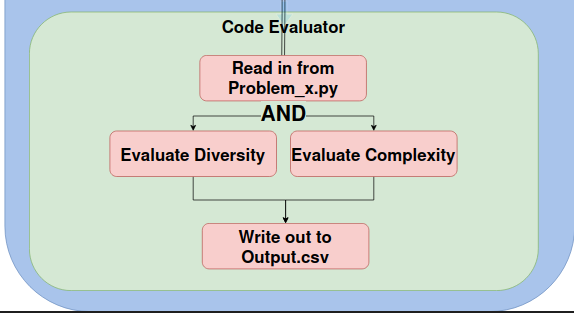 Code Evaluator
Read in from
Problem_x.py
AND
Evaluate Diversity
Evaluate Complexity
Write out to
Output.csv